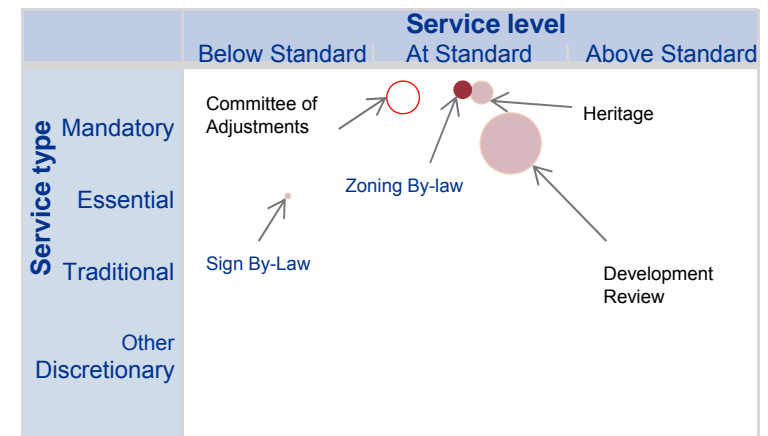 Service level
Below Standard
At Standard
Above Standard
Service type
Mandatory
Essential
Traditional
Other
Discretionary
Committee of
Adjustments
Heritage
Zoning By-law
Sign By-Law
Development
Review